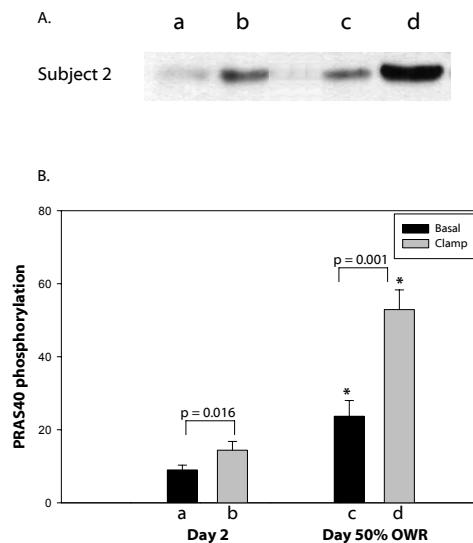 A.
a b c d
Subject 2
B.
80
60
40
20
0
PRAS40 phosphorylation
Basal
Clamp
p = 0.001
*
*
p = 0.016
a b c d
Day 2 Day 50% OWR